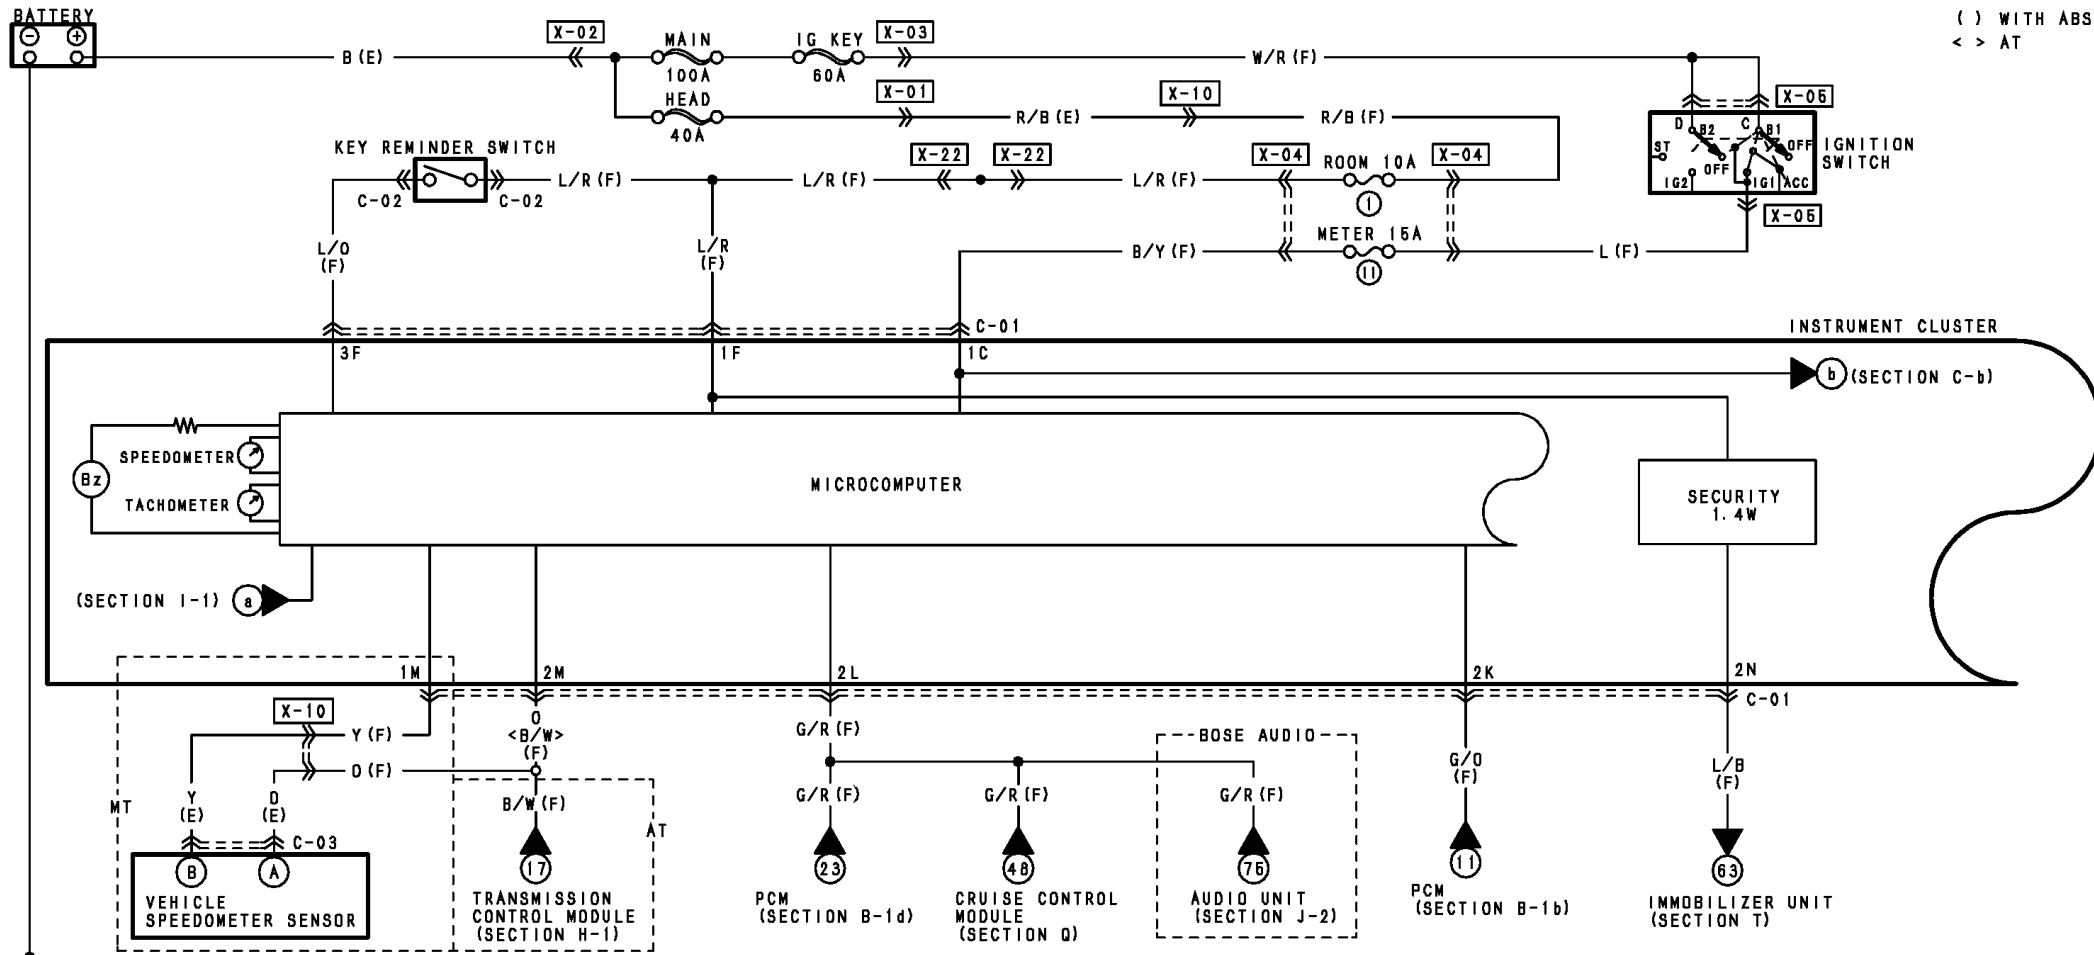 BATTERY
( ) WITH ABS
< > AT
- +
B (E)
X-02
MAIN
100A
IG KEY
60A
X-03
W/R (F)
HEAD
40A
X-01
R/B (E)
X-10
R/B (F)
X-05
D B2 C B1
ST OFF OFF
IG2 IG1 ACC
IGNITION
SWITCH
X-05
KEY REMINDER SWITCH
C-02 C-02
L/R (F)
L/R (F)
X-22 X-22
L/R (F)
X-04
ROOM 10A
1
X-04
METER 15A
11
B/Y (F)
L (F)
L/O
(F)
L/R
(F)
C-01
INSTRUMENT CLUSTER
3F 1F 1C
b (SECTION C-b)
Bz
SPEEDOMETER
TACHOMETER
MICROCOMPUTER
SECURITY
1.4W
(SECTION I-1) a
1M 2M 2L 2K 2N
C-01
X-10
Y (F)
O (F)
O
<B/W>
(F)
G/R (F)
BOSE AUDIO
G/O
(F)
L/B
(F)
MT
Y
(E)
O
(E)
C-03
B/W (F)
AT
G/R (F)
G/R (F)
G/R (F)
B A
VEHICLE
SPEEDOMETER SENSOR
17
TRANSMISSION
CONTROL MODULE
(SECTION H-1)
23
PCM
(SECTION B-1d)
48
CRUISE CONTROL
MODULE
(SECTION Q)
75
AUDIO UNIT
(SECTION J-2)
11
PCM
(SECTION B-1b)
63
IMMOBILIZER UNIT
(SECTION T)